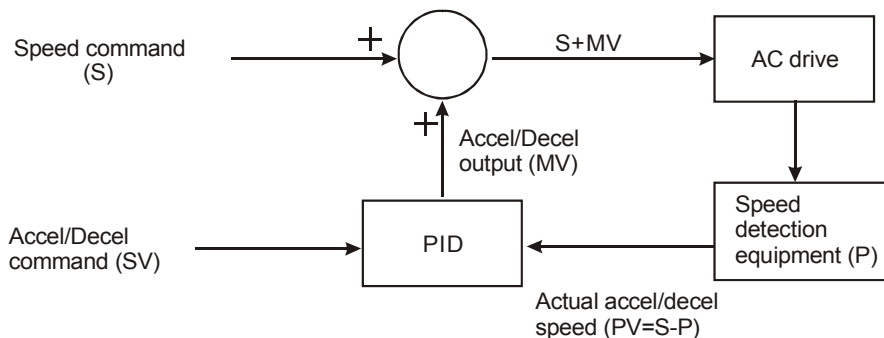 Speed command
(S)
+
S+MV
AC drive
+
Accel/Decel
output (MV)
Accel/Decel
command (SV)
PID
Speed
detection
equipment (P)
Actual accel/decel
speed (PV=S-P)